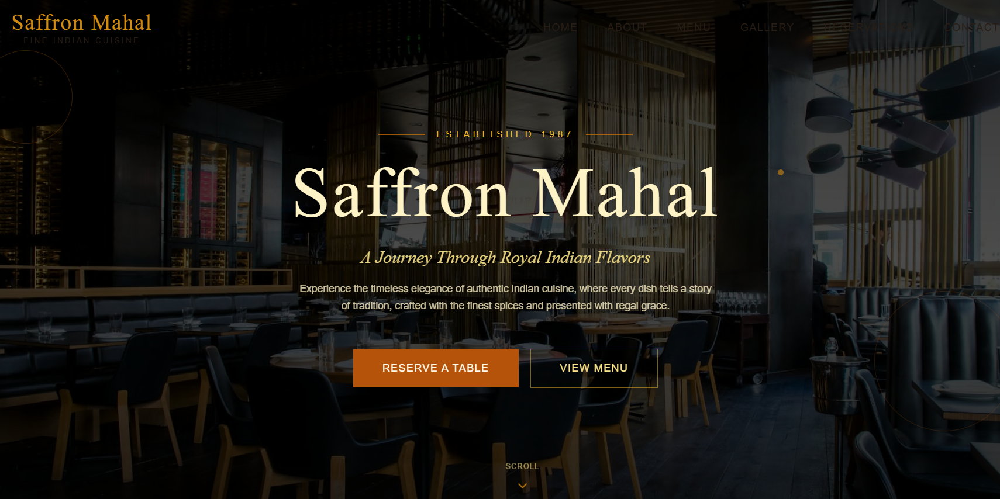 Saffron Mahal
FINE INDIAN CUISINE
HOME ABOUT MENU GALLERY CONTACT
ESTABLISHED 1987
Saffron Mahal
A Journey Through Royal Indian Flavors
Experience the timeless elegance of authentic Indian cuisine, where every dish tells a story
of tradition, crafted with the finest spices and presented with regal grace.
RESERVE A TABLE VIEW MENU
SCROLL